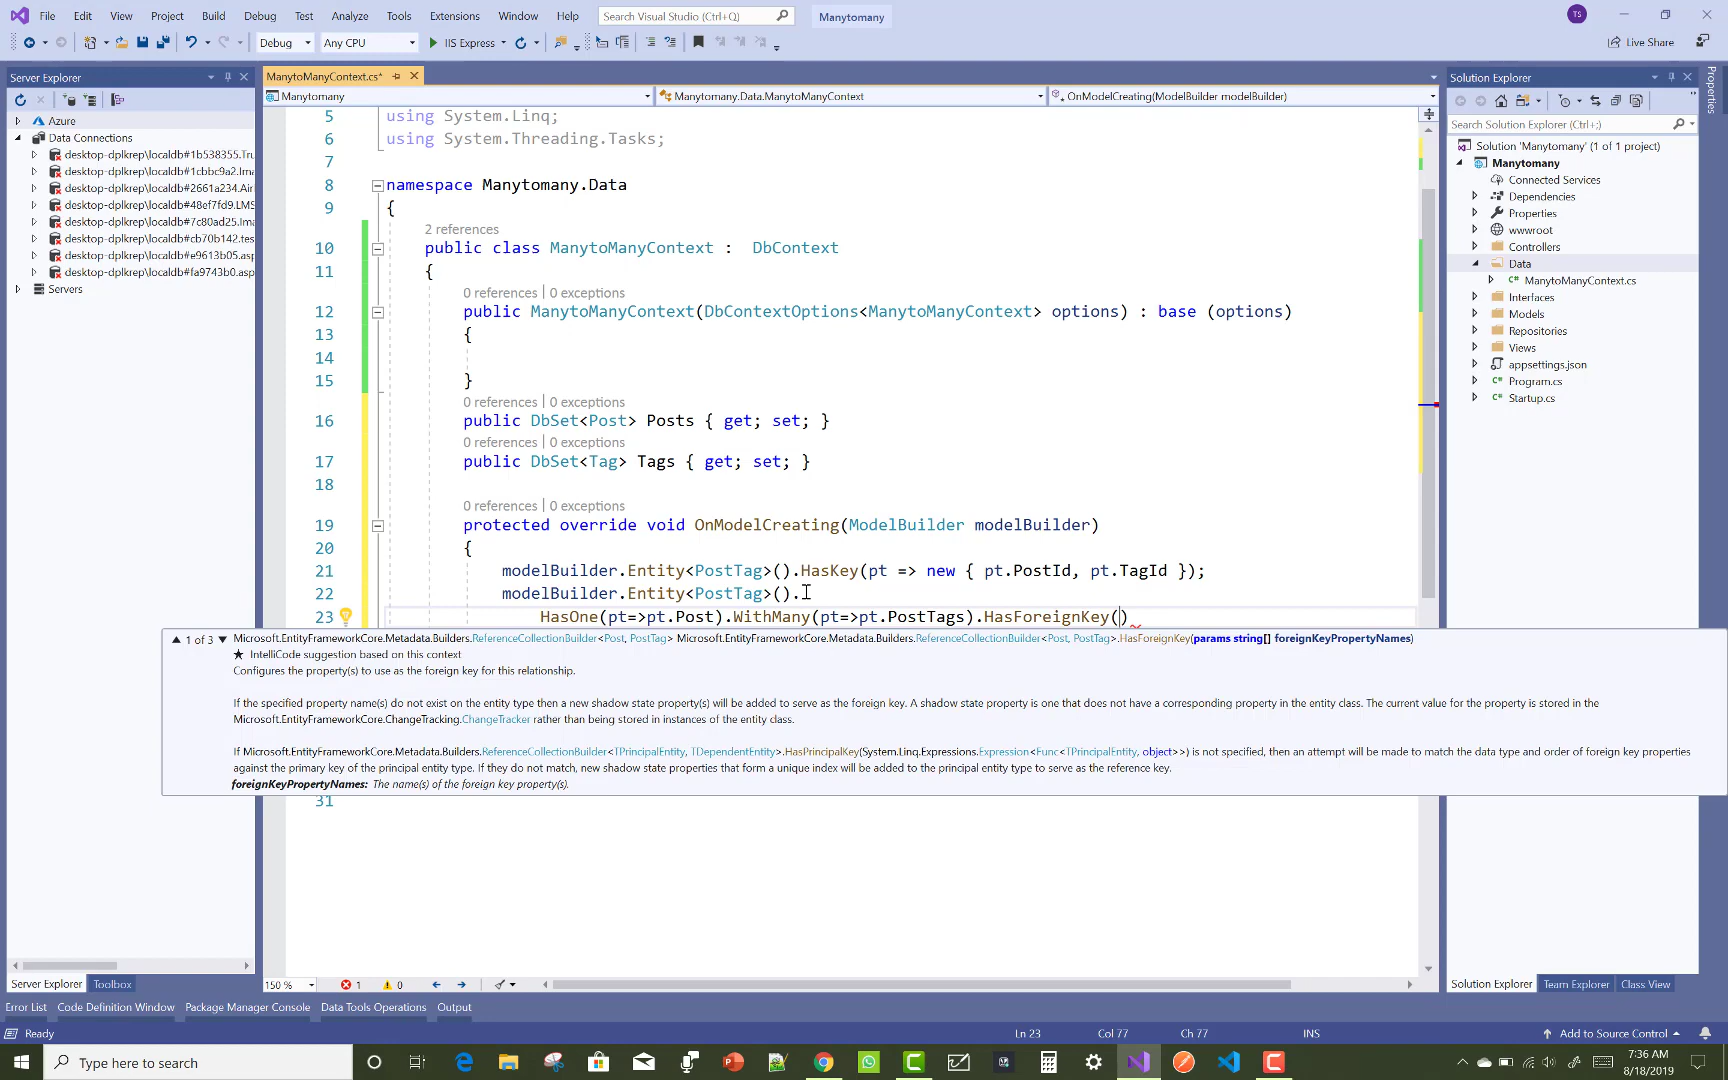 File Edit View Project Build Debug Test Analyze Tools Extensions Window Help Search Visual Studio (Ctrl+Q) Manytomany TS
Debug Any CPU IIS Express Live Share
Server Explorer
Azure
Data Connections
desktop-dplkrep\localdb#1b538355.Tru
desktop-dplkrep\localdb#1cbbc9a2.Ima
desktop-dplkrep\localdb#2661a234.Airl
desktop-dplkrep\localdb#48ef7fd9.LMS
desktop-dplkrep\localdb#7c80ad25.Ima
desktop-dplkrep\localdb#cb70b142.tes
desktop-dplkrep\localdb#e9613b05.asp
desktop-dplkrep\localdb#fa9743b0.asp
Servers
Server Explorer Toolbox
ManytoManyContext.cs*
Manytomany Manytomany.Data.ManytoManyContext OnModelCreating(ModelBuilder modelBuilder)
5 using System.Linq;
6 using System.Threading.Tasks;
7
8 namespace Manytomany.Data
9 {
2 references
10 public class ManytoManyContext : DbContext
11 {
0 references | 0 exceptions
12 public ManytoManyContext(DbContextOptions<ManytoManyContext> options) : base (options)
13 {
14
15 }
0 references | 0 exceptions
16 public DbSet<Post> Posts { get; set; }
0 references | 0 exceptions
17 public DbSet<Tag> Tags { get; set; }
18
0 references | 0 exceptions
19 protected override void OnModelCreating(ModelBuilder modelBuilder)
20 {
21 modelBuilder.Entity<PostTag>().HasKey(pt => new { pt.PostId, pt.TagId });
22 modelBuilder.Entity<PostTag>().
23 HasOne(pt=>pt.Post).WithMany(pt=>pt.PostTags).HasForeignKey()
1 of 3 Microsoft.EntityFrameworkCore.Metadata.Builders.ReferenceCollectionBuilder<Post, PostTag> Microsoft.EntityFrameworkCore.Metadata.Builders.ReferenceCollectionBuilder<Post, PostTag>.HasForeignKey(params string[] foreignKeyPropertyNames)
★ IntelliCode suggestion based on this context
Configures the property(s) to use as the foreign key for this relationship.
If the specified property name(s) do not exist on the entity type then a new shadow state property(s) will be added to serve as the foreign key. A shadow state property is one that does not have a corresponding property in the entity class. The current value for the property is stored in the
Microsoft.EntityFrameworkCore.ChangeTracking.ChangeTracker rather than being stored in instances of the entity class.
If Microsoft.EntityFrameworkCore.Metadata.Builders.ReferenceCollectionBuilder<TPrincipalEntity, TDependentEntity>.HasPrincipalKey(System.Linq.Expressions.Expression<Func<TPrincipalEntity, object>>) is not specified, then an attempt will be made to match the data type and order of foreign key properties
against the primary key of the principal entity type. If they do not match, new shadow state properties that form a unique index will be added to the principal entity type to serve as the reference key.
foreignKeyPropertyNames: The name(s) of the foreign key property(s).
31
150 % 1 0
Solution Explorer
Search Solution Explorer (Ctrl+;)
Solution 'Manytomany' (1 of 1 project)
Manytomany
Connected Services
Dependencies
Properties
wwwroot
Controllers
Data
ManytoManyContext.cs
Interfaces
Models
Repositories
Views
appsettings.json
Program.cs
Startup.cs
Solution Explorer Team Explorer Class View
Properties
Error List Code Definition Window Package Manager Console Data Tools Operations Output
Ready Ln 23 Col 77 Ch 77 INS Add to Source Control
Type here to search
7:36 AM
8/18/2019